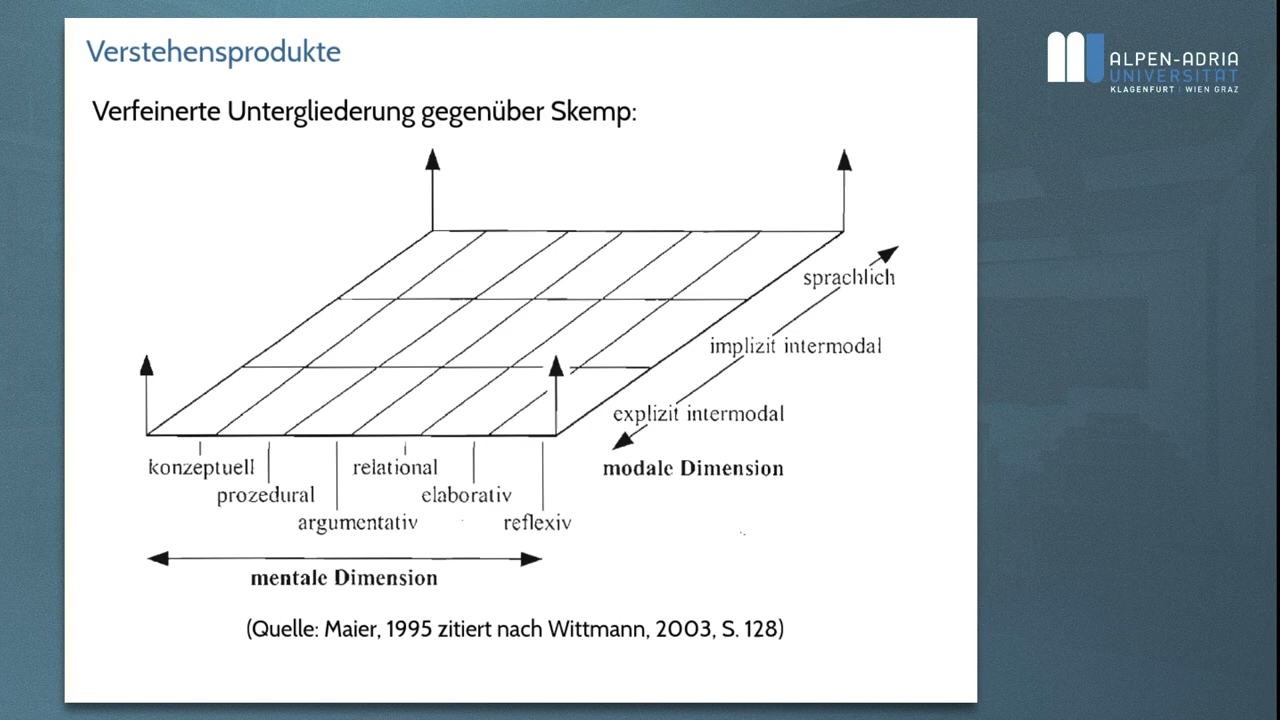 Verstehensprodukte
ALPEN-ADRIA
UNIVERSITÄT
KLAGENFURT | WIEN GRAZ
Verfeinerte Untergliederung gegenüber Skemp:
sprachlich
implizit intermodal
explizit intermodal
modale Dimension
konzeptuell
relational
prozedural
elaborativ
argumentativ
reflexiv
mentale Dimension
(Quelle: Maier, 1995 zitiert nach Wittmann, 2003, S. 128)